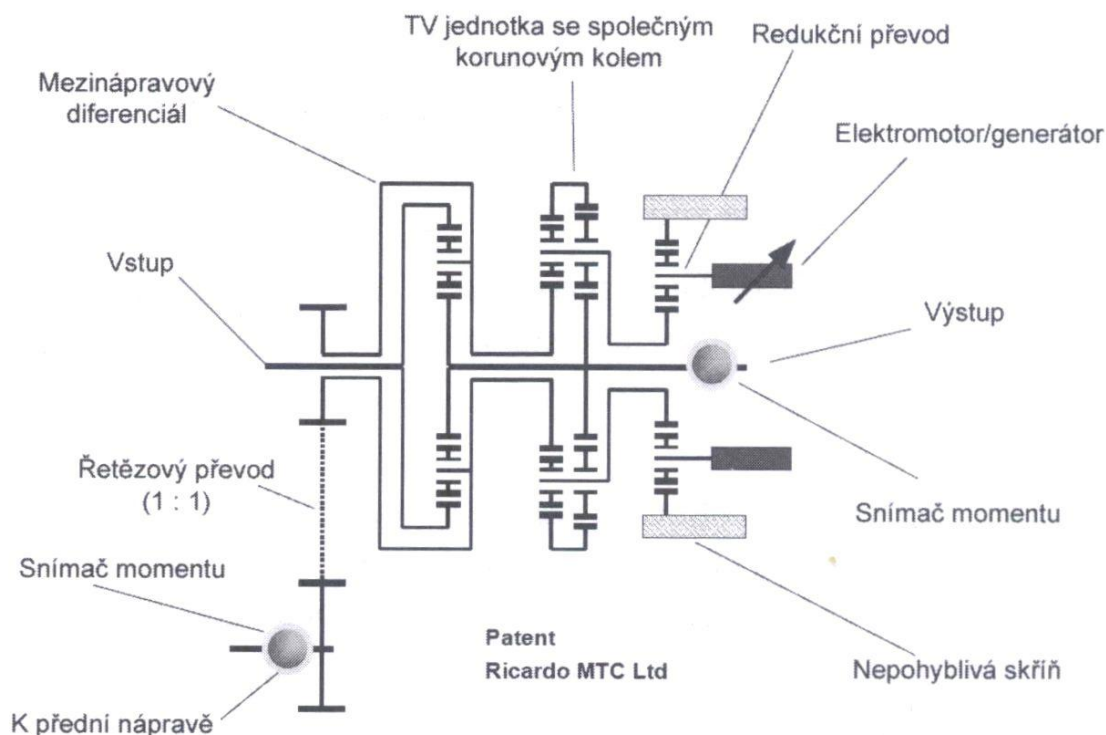 TV jednotka se společným
korunovým kolem
Redukční převod
Mezinápravový
diferenciál
Elektromotor/generátor
Vstup
Výstup
Řetězový převod
(1 : 1)
Snímač momentu
Snímač momentu
Patent
Ricardo MTC Ltd
Nepohyblivá skříň
K přední nápravě